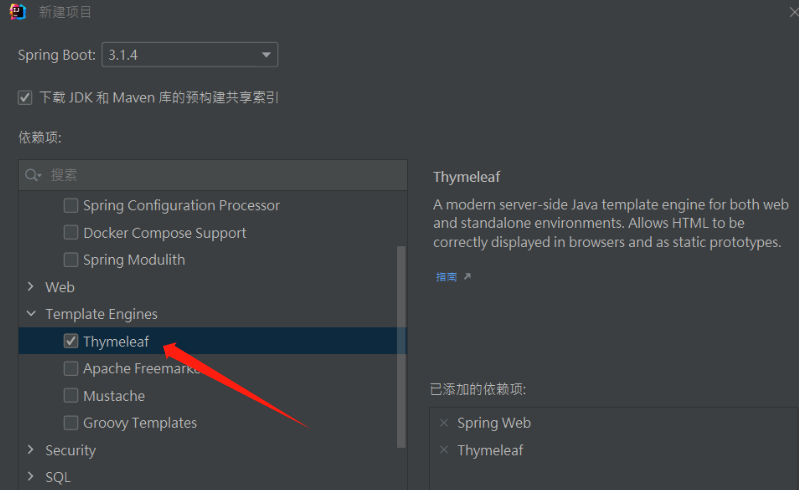 新建项目
Spring Boot: 3.1.4
下载 JDK 和 Maven 库的预构建共享索引
依赖项:
搜索
Spring Configuration Processor
Docker Compose Support
Spring Modulith
Web
Template Engines
Thymeleaf
Apache Freemarke
Mustache
Groovy Templates
Security
SQL
Thymeleaf
A modern server-side Java template engine for both web
and standalone environments. Allows HTML to be
correctly displayed in browsers and as static prototypes.
指南
已添加的依赖项:
Spring Web
Thymeleaf